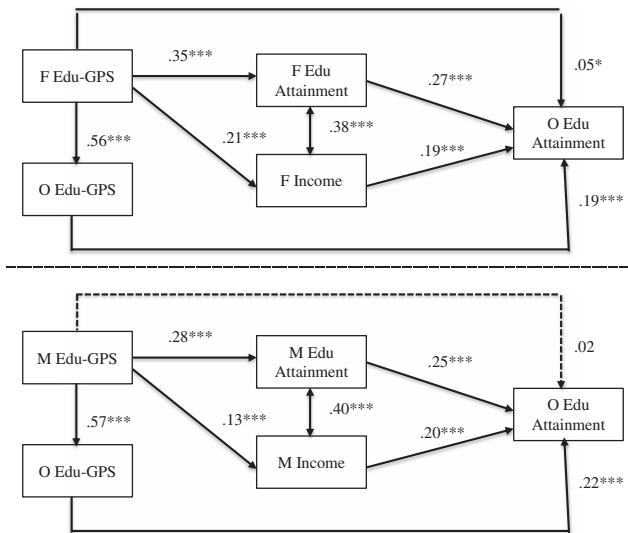 .35***
F Edu
Attainment
.05*
F Edu-GPS
.27***
O Edu
Attainment
.56***
.21***
.38***
.19***
O Edu-GPS
F Income
.19***
.28***
M Edu
Attainment
.02
M Edu-GPS
.25***
O Edu
Attainment
.57***
.13***
.40***
.20***
O Edu-GPS
M Income
.22***